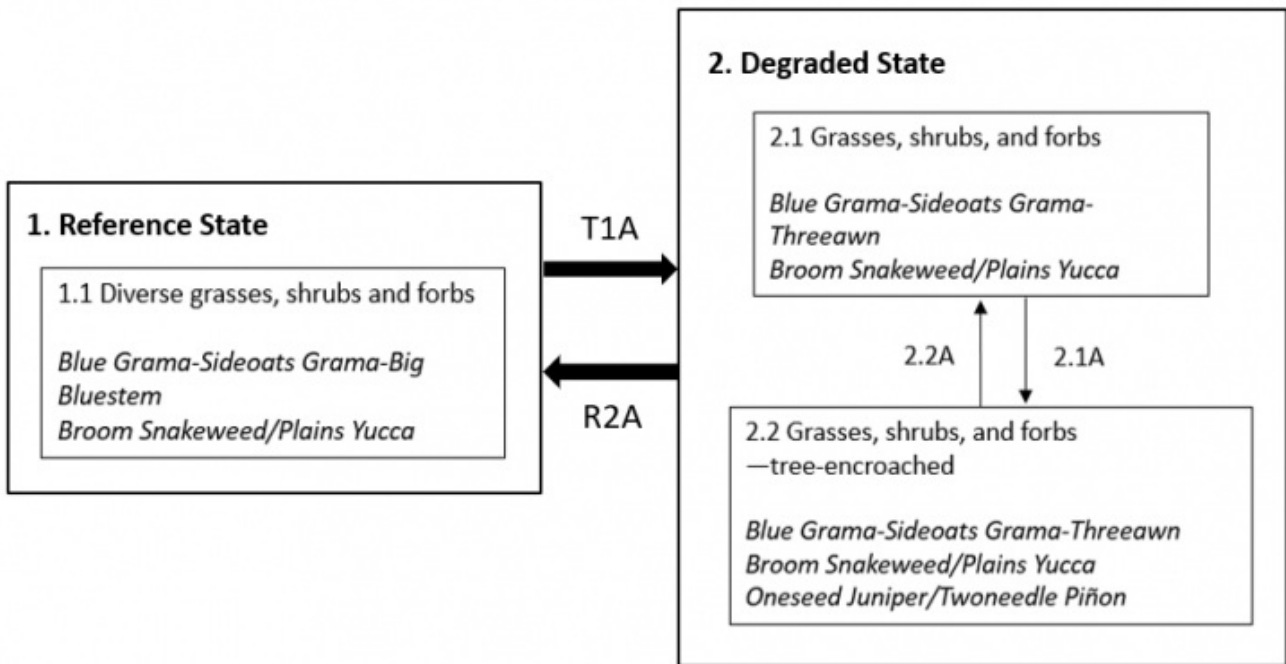 1. Reference State
1.1 Diverse grasses, shrubs and forbs
Blue Grama-Sideoats Grama-Big
Bluestem
Broom Snakeweed/Plains Yucca
T1A
R2A
2. Degraded State
2.1 Grasses, shrubs, and forbs
Blue Grama-Sideoats Grama-
Threeawn
Broom Snakeweed/Plains Yucca
2.2A
2.1A
2.2 Grasses, shrubs, and forbs
—tree-encroached
Blue Grama-Sideoats Grama-Threeawn
Broom Snakeweed/Plains Yucca
Oneseed Juniper/Twoneedle Piñon